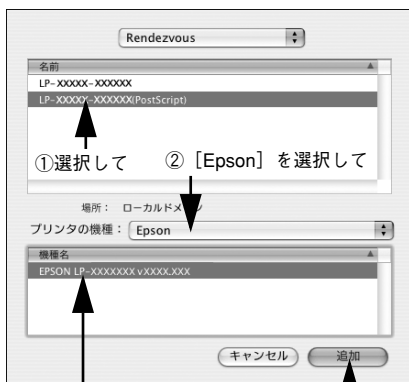 Rendezvous
名前
LP-XXXXX-XXXXXX
LP-XXXXX-XXXXXX(PostScript)
①選択して ②［Epson］を選択して
場所： ローカルドメイン
プリンタの機種： Epson
機種名
EPSON LP-XXXXXXX vXXXX.XXX
キャンセル 追加